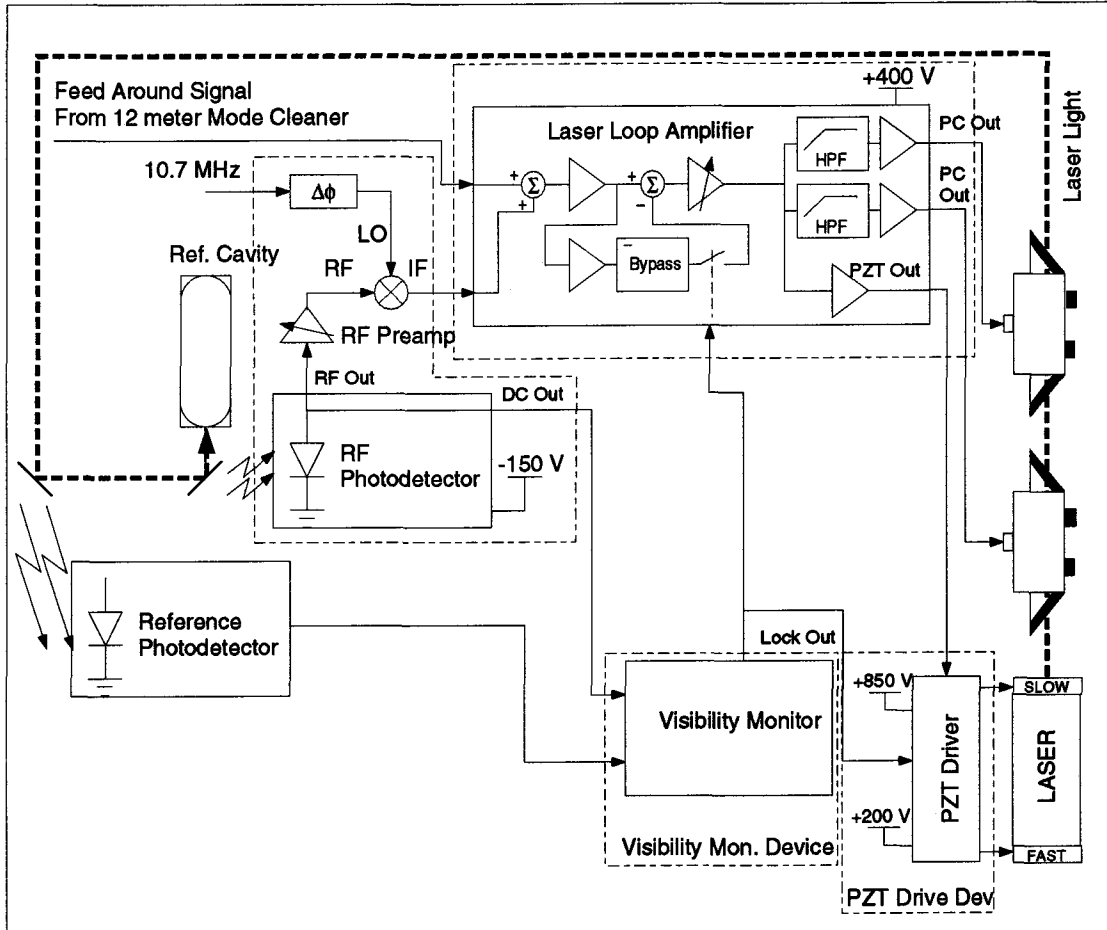 Feed Around Signal
From 12 meter Mode Cleaner
+400 V
Laser Loop Amplifier
PC Out
HPF
PC
Out
HPF
PZT Out
+
Σ
+
+
Σ
−
−
Bypass
Laser Light
10.7 MHz
Δϕ
LO
Ref. Cavity
RF
IF
RF Preamp
RF Out
DC Out
RF
Photodetector
-150 V
Reference
Photodetector
Lock Out
Visibility Monitor
Visibility Mon. Device
+850 V
+200 V
PZT Driver
PZT Drive Dev
SLOW
LASER
FAST